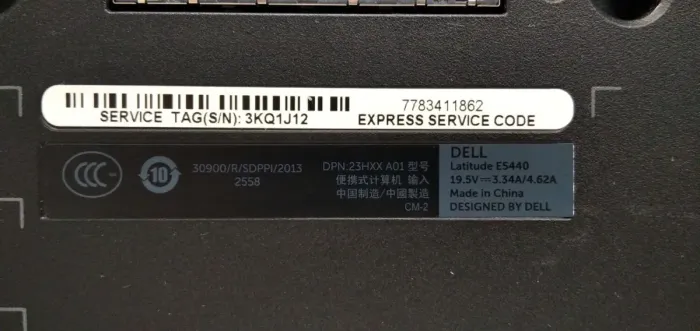 7783411862
SERVICE TAG(S/N): 3KQ1J12 EXPRESS SERVICE CODE
CCC
10
30900/R/SDPPI/2013
2558
DPN:23HXX A01 型号
便携式计算机 输入
中国制造/中國製造
CM-2
DELL
Latitude E5440
19.5V⎓3.34A/4.62A
Made in China
DESIGNED BY DELL